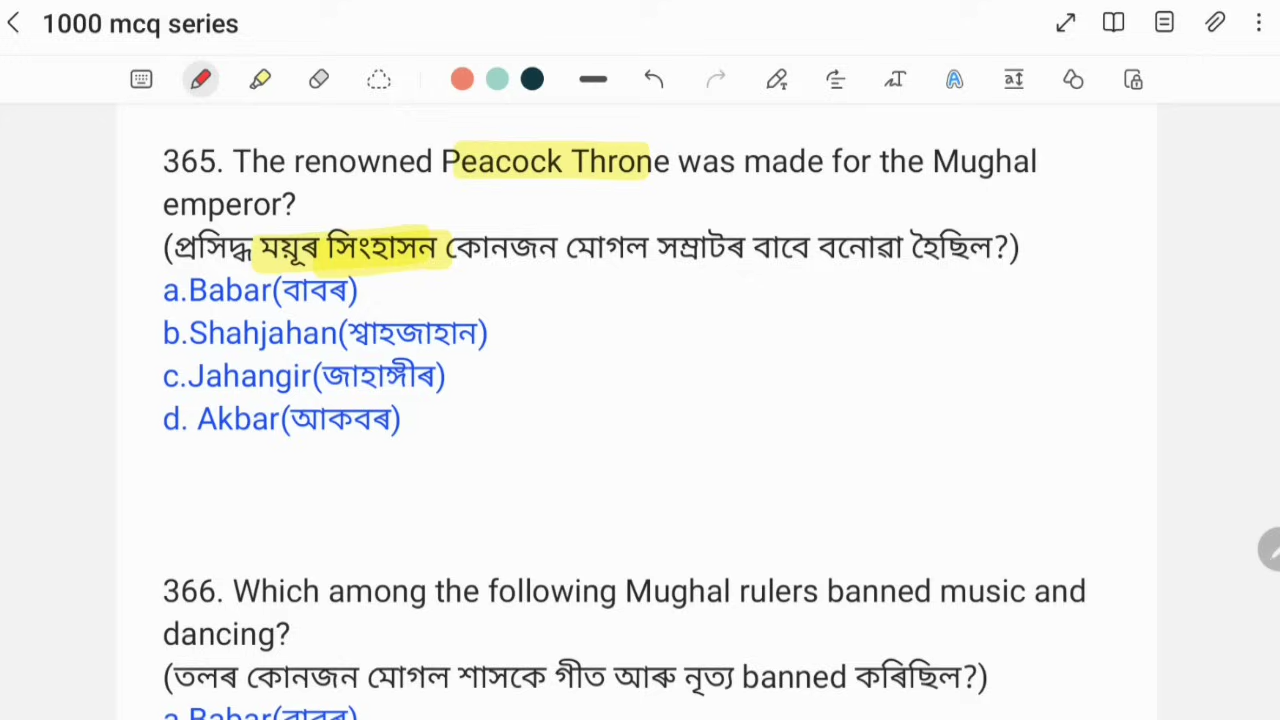 1000 mcq series
365. The renowned Peacock Throne was made for the Mughal
emperor?
(প্ৰসিদ্ধ ময়ূৰ সিংহাসন কোনজন মোগল সম্ৰাটৰ বাবে বনোৱা হৈছিল?)
a.Babar(বাবৰ)
b.Shahjahan(শ্বাহজাহান)
c.Jahangir(জাহাঙ্গীৰ)
d. Akbar(আকবৰ)
366. Which among the following Mughal rulers banned music and
dancing?
(তলৰ কোনজন মোগল শাসকে গীত আৰু নৃত্য banned কৰিছিল?)
a.Babar(বাবৰ)